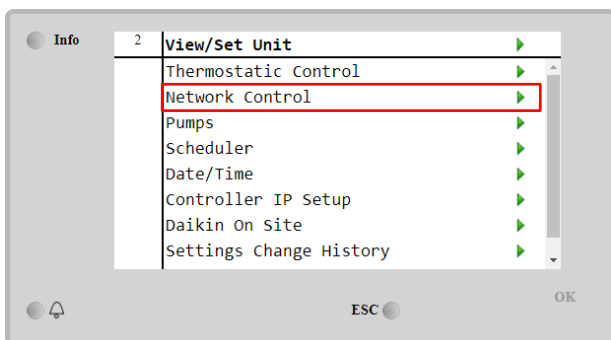 Info
2
View/Set Unit
Thermostatic Control
Network Control
Pumps
Scheduler
Date/Time
Controller IP Setup
Daikin On Site
Settings Change History
ESC
OK